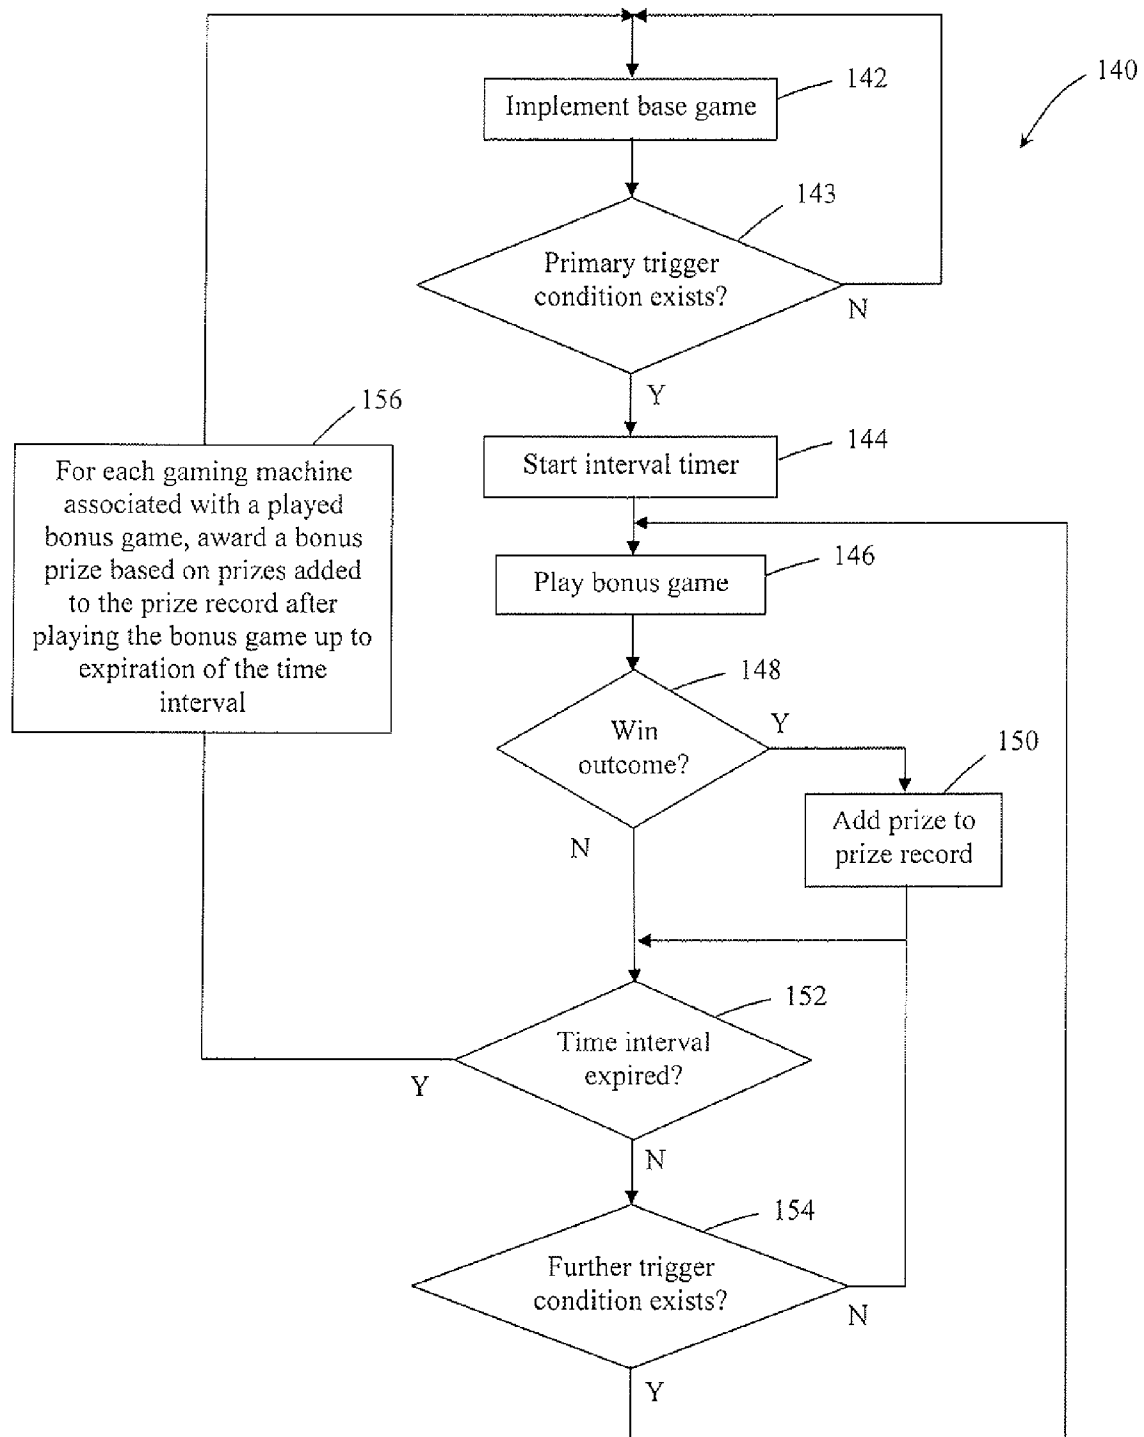 140
142
Implement base game
143
Primary trigger
condition exists?
N
Y
156
144
Start interval timer
For each gaming machine
associated with a played
bonus game, award a bonus
prize based on prizes added
to the prize record after
playing the bonus game up to
expiration of the time
interval
146
Play bonus game
148
Win
outcome?
Y
N
150
Add prize to
prize record
152
Time interval
expired?
Y
N
154
Further trigger
condition exists?
N
Y